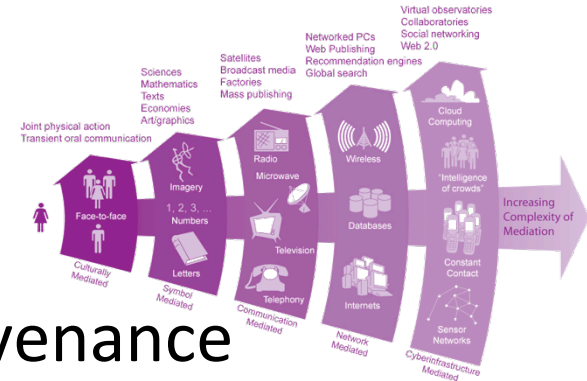 Joint physical action
Transient oral communication
Face-to-face
Culturally
Mediated
Sciences
Mathematics
Texts
Economies
Art/graphics
Imagery
1, 2, 3, ...
Numbers
Letters
Symbol
Mediated
Satellites
Broadcast media
Factories
Mass publishing
Radio
Microwave
Television
Telephony
Communication
Mediated
Networked PCs
Web Publishing
Recommendation engines
Global search
Wireless
Databases
Internets
Network
Mediated
Virtual observatories
Collaboratories
Social networking
Web 2.0
Cloud
Computing
"Intelligence
of crowds"
Constant
Contact
Sensor
Networks
Cyberinfrastructure
Mediated
Increasing
Complexity of
Mediation
venance